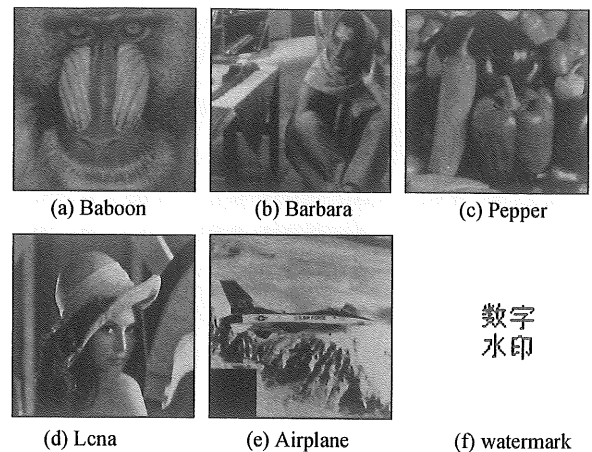 (a) Baboon
(b) Barbara
(c) Pepper
数字
水印
(d) Lcna
(e) Airplane
(f) watermark